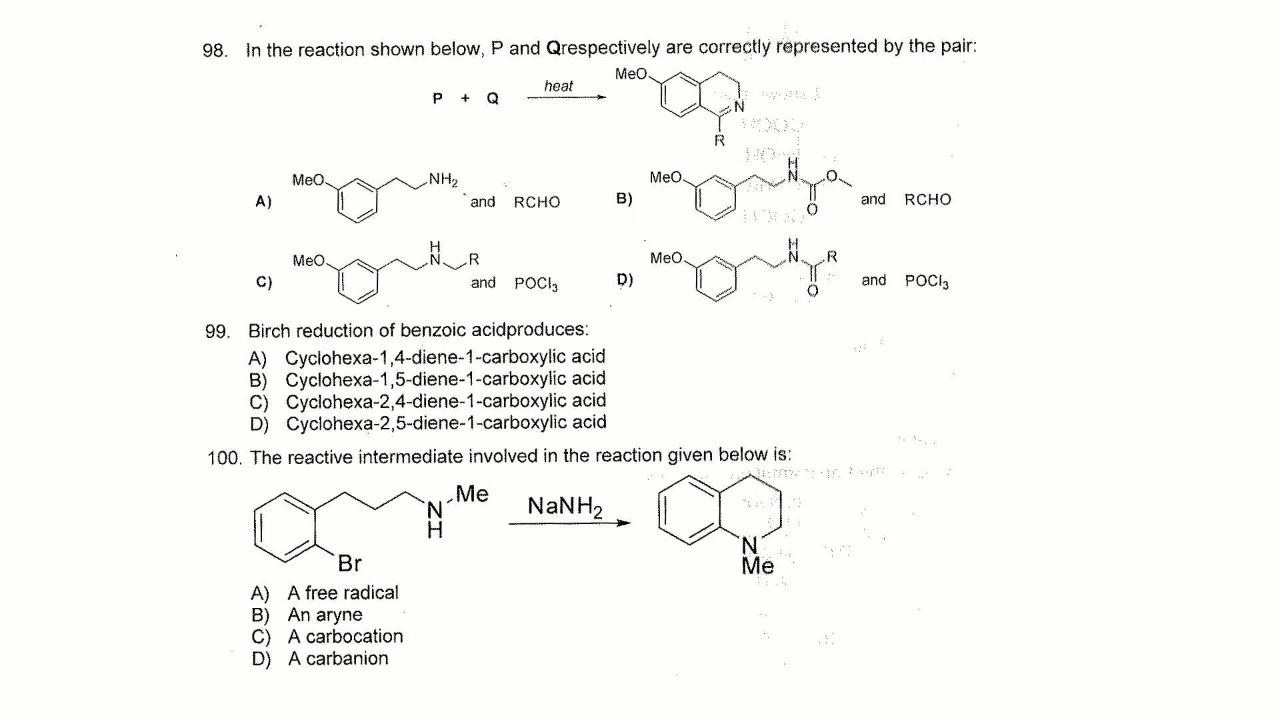 98. In the reaction shown below, P and Qrespectively are correctly represented by the pair:
P + Q heat MeO N R
A) MeO NH2 and RCHO B) MeO H N O O and RCHO
C) MeO H N R and POCl3 D) MeO H N R O and POCl3
99. Birch reduction of benzoic acidproduces:
A) Cyclohexa-1,4-diene-1-carboxylic acid
B) Cyclohexa-1,5-diene-1-carboxylic acid
C) Cyclohexa-2,4-diene-1-carboxylic acid
D) Cyclohexa-2,5-diene-1-carboxylic acid
100. The reactive intermediate involved in the reaction given below is:
Me N H Br NaNH2 N Me
A) A free radical
B) An aryne
C) A carbocation
D) A carbanion